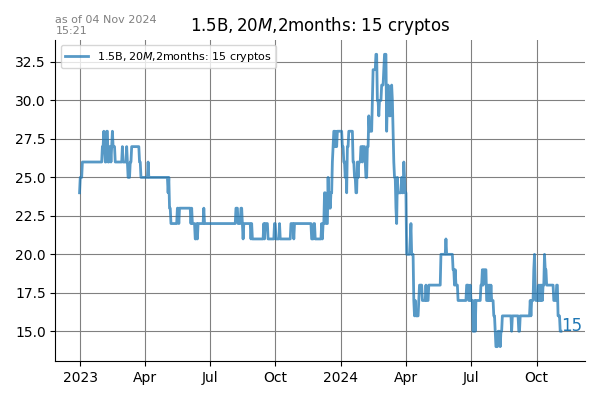 as of 04 Nov 2024
15:21
1.5B, 20M,2months: 15 cryptos
1.5B, 20M,2months: 15 cryptos
32.5
30.0
27.5
25.0
22.5
20.0
17.5
15.0
15
2023
Apr
Jul
Oct
2024
Apr
Jul
Oct